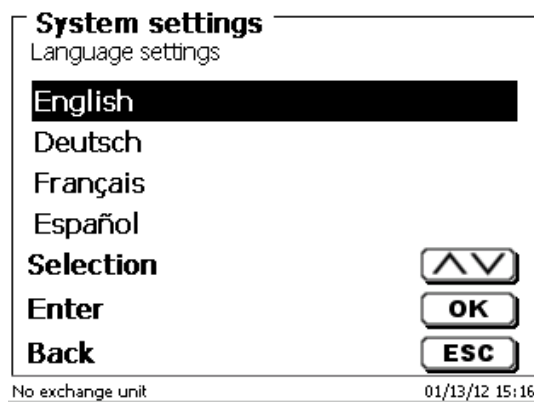 System settings
Language settings
English
Deutsch
Français
Español
Selection
Enter OK
Back ESC
No exchange unit 01/13/12 15:16